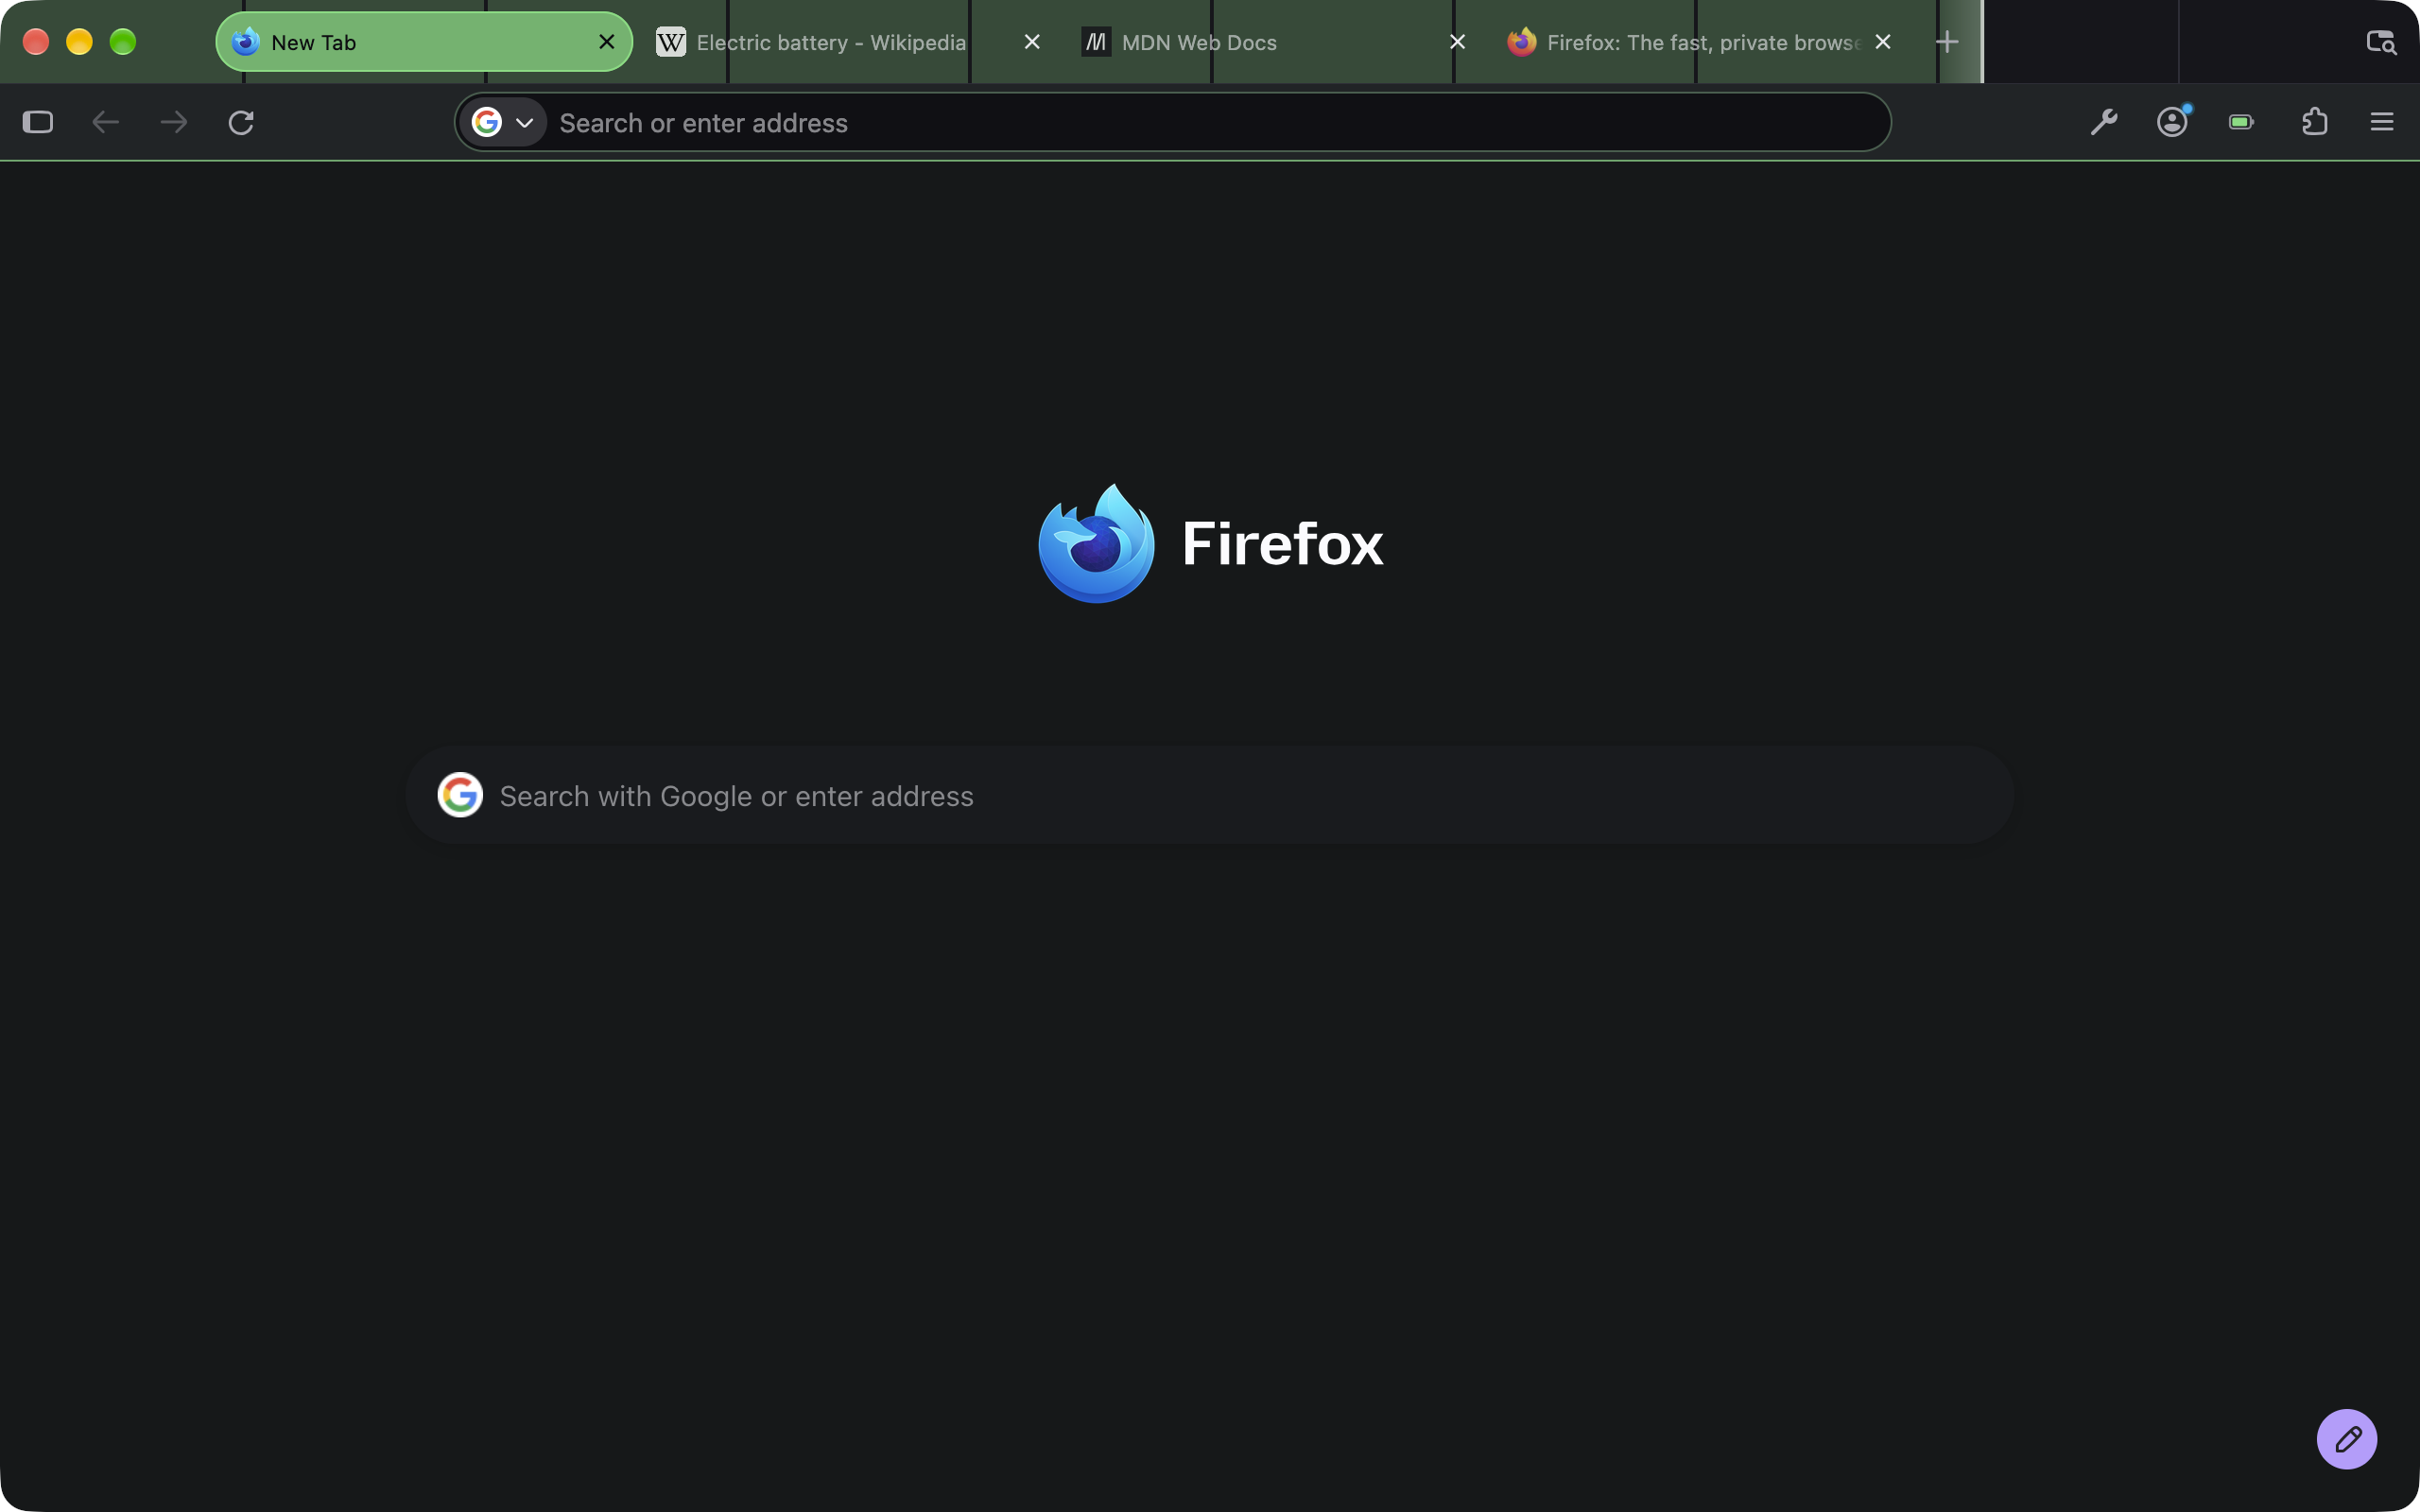 New Tab
Electric battery - Wikipedia
MDN Web Docs
Firefox: The fast, private browse
Search or enter address
Firefox
Search with Google or enter address